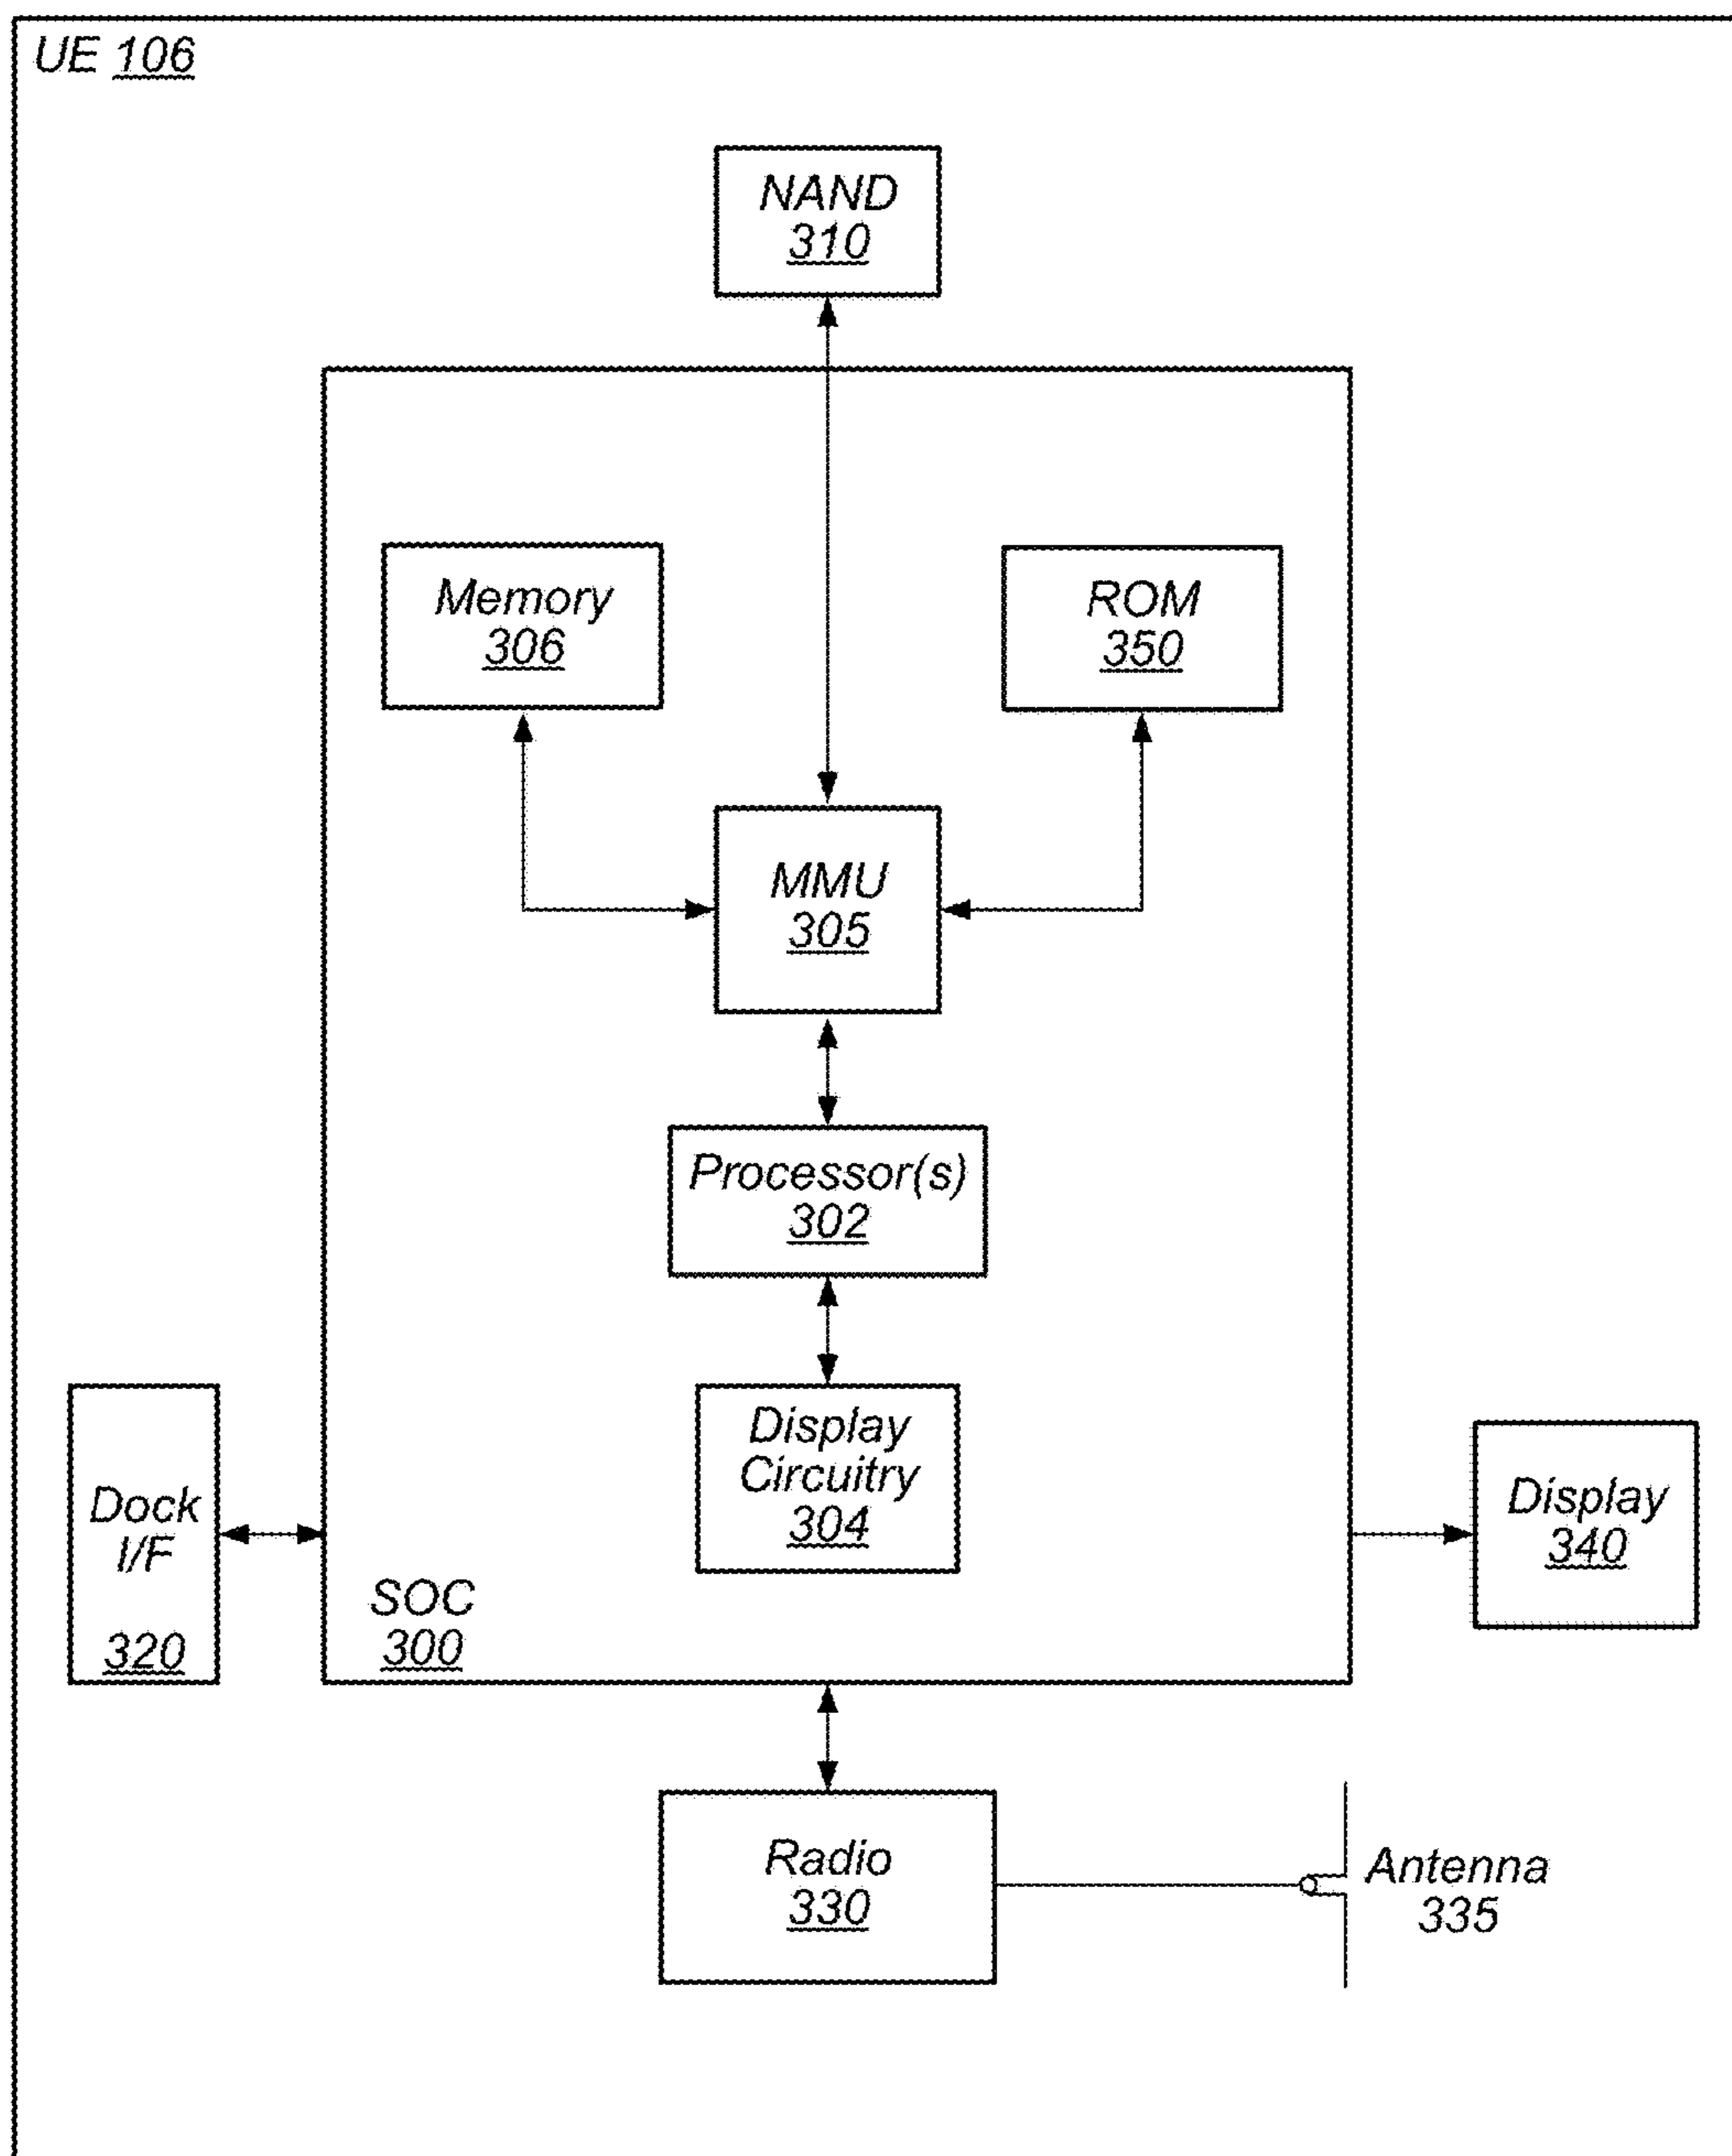 UE 106
NAND
310
Memory
306
ROM
350
MMU
305
Processor(s)
302
Display
Circuitry
304
Dock
I/F
320
SOC
300
Display
340
Radio
330
Antenna
335